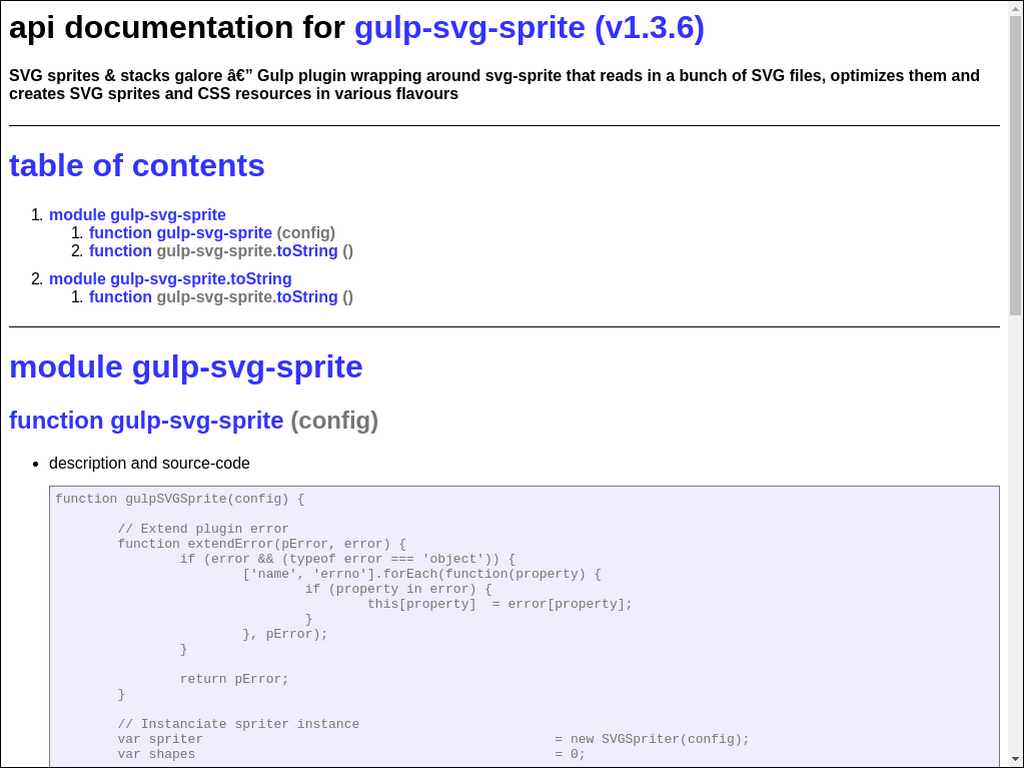 api documentation for gulp-svg-sprite (v1.3.6)
SVG sprites & stacks galore â€” Gulp plugin wrapping around svg-sprite that reads in a bunch of SVG files, optimizes them and
creates SVG sprites and CSS resources in various flavours
table of contents
1. module gulp-svg-sprite
1. function gulp-svg-sprite (config)
2. function gulp-svg-sprite.toString ()
2. module gulp-svg-sprite.toString
1. function gulp-svg-sprite.toString ()
module gulp-svg-sprite
function gulp-svg-sprite (config)
• description and source-code
function gulpSVGSprite(config) {
// Extend plugin error
function extendError(pError, error) {
if (error && (typeof error === 'object')) {
['name', 'errno'].forEach(function(property) {
if (property in error) {
this[property]  = error[property];
}
}, pError);
}
return pError;
}
// Instanciate spriter instance
var spriter = new SVGSpriter(config);
var shapes = 0;